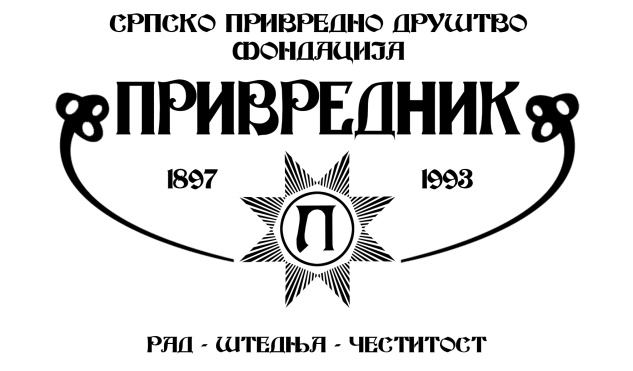 СРПСКО ПРИВРЕДНО ДРУШТВО
ФОНДАЦИЈА
ПРИВРЕДНИК
1897 1993
П
РАД - ШТЕДЊА - ЧЕСТИТОСТ